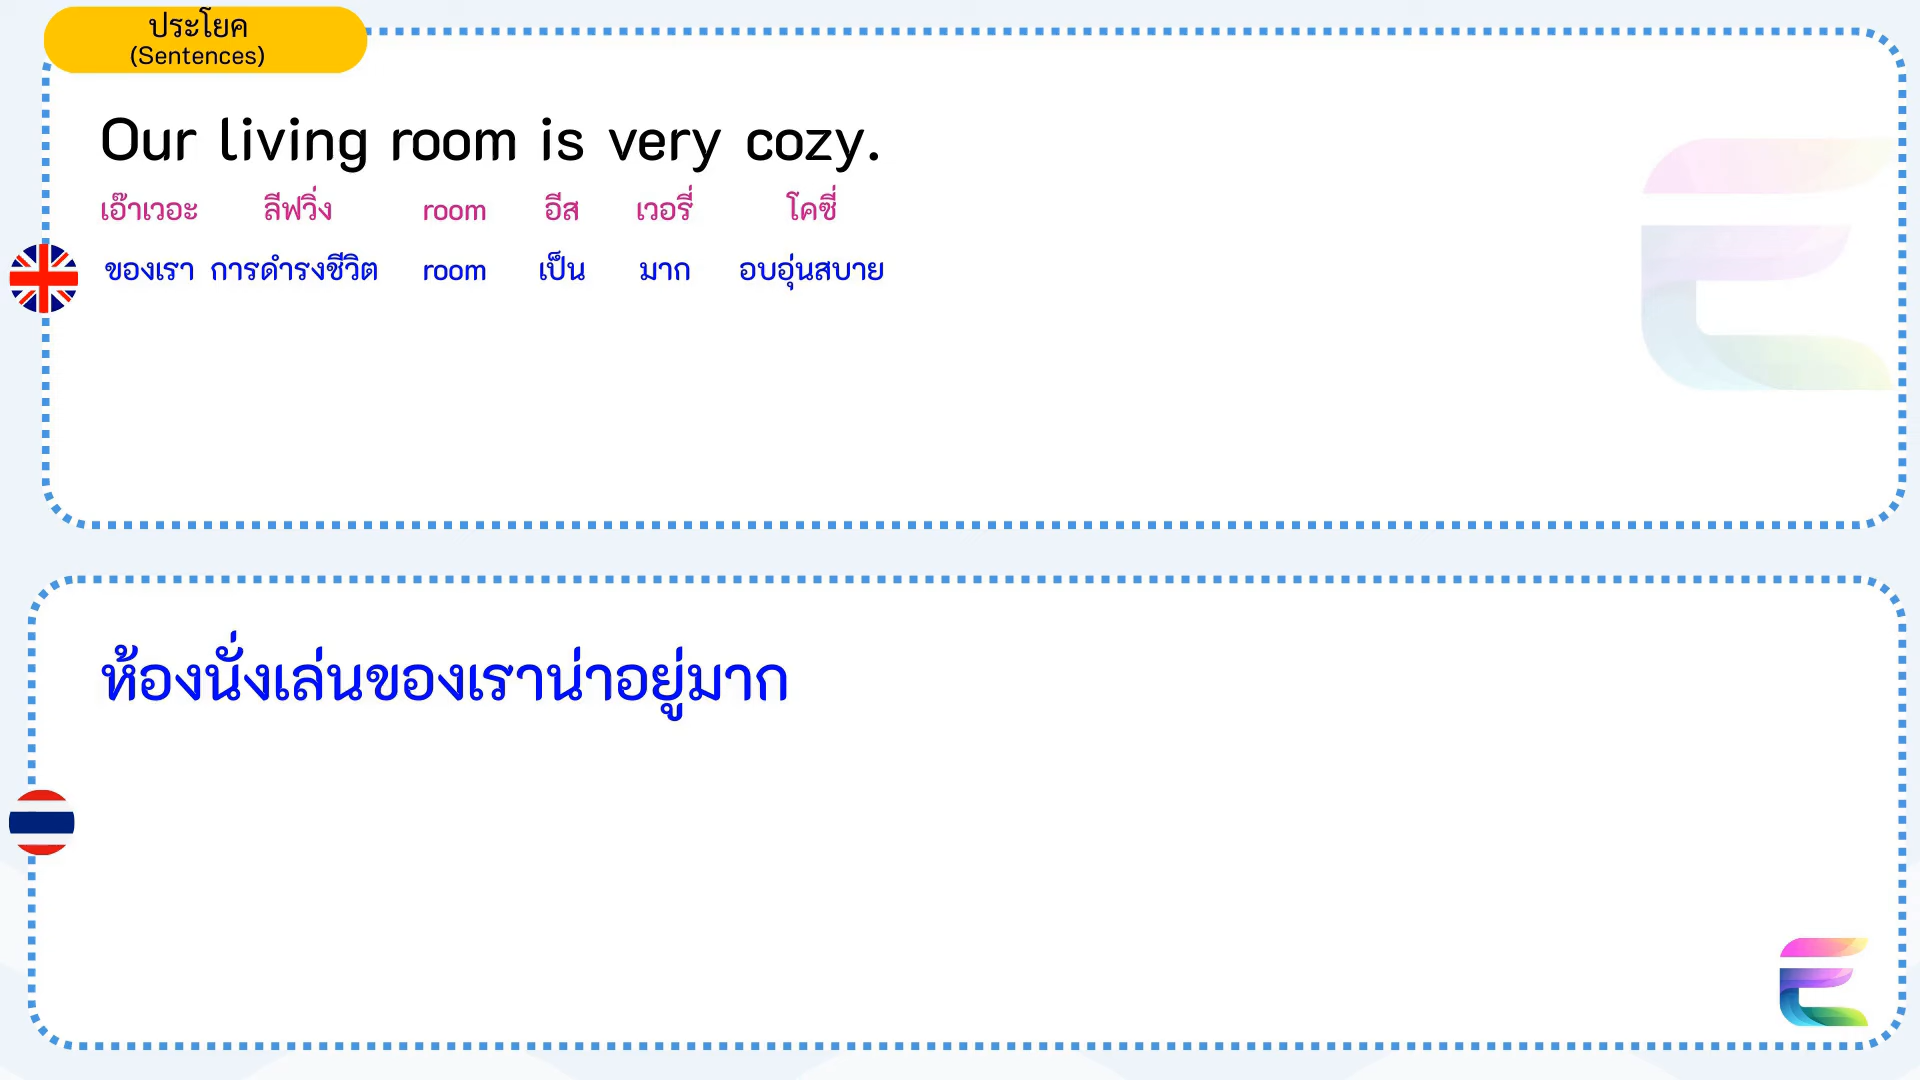 ประโยค
(Sentences)
Our living room is very cozy.
เอ๊าเวอะ ลีฟวิ่ง room อีส เวอรี่ โคซี่
ของเรา การดำรงชีวิต room เป็น มาก อบอุ่นสบาย
ห้องนั่งเล่นของเราน่าอยู่มาก